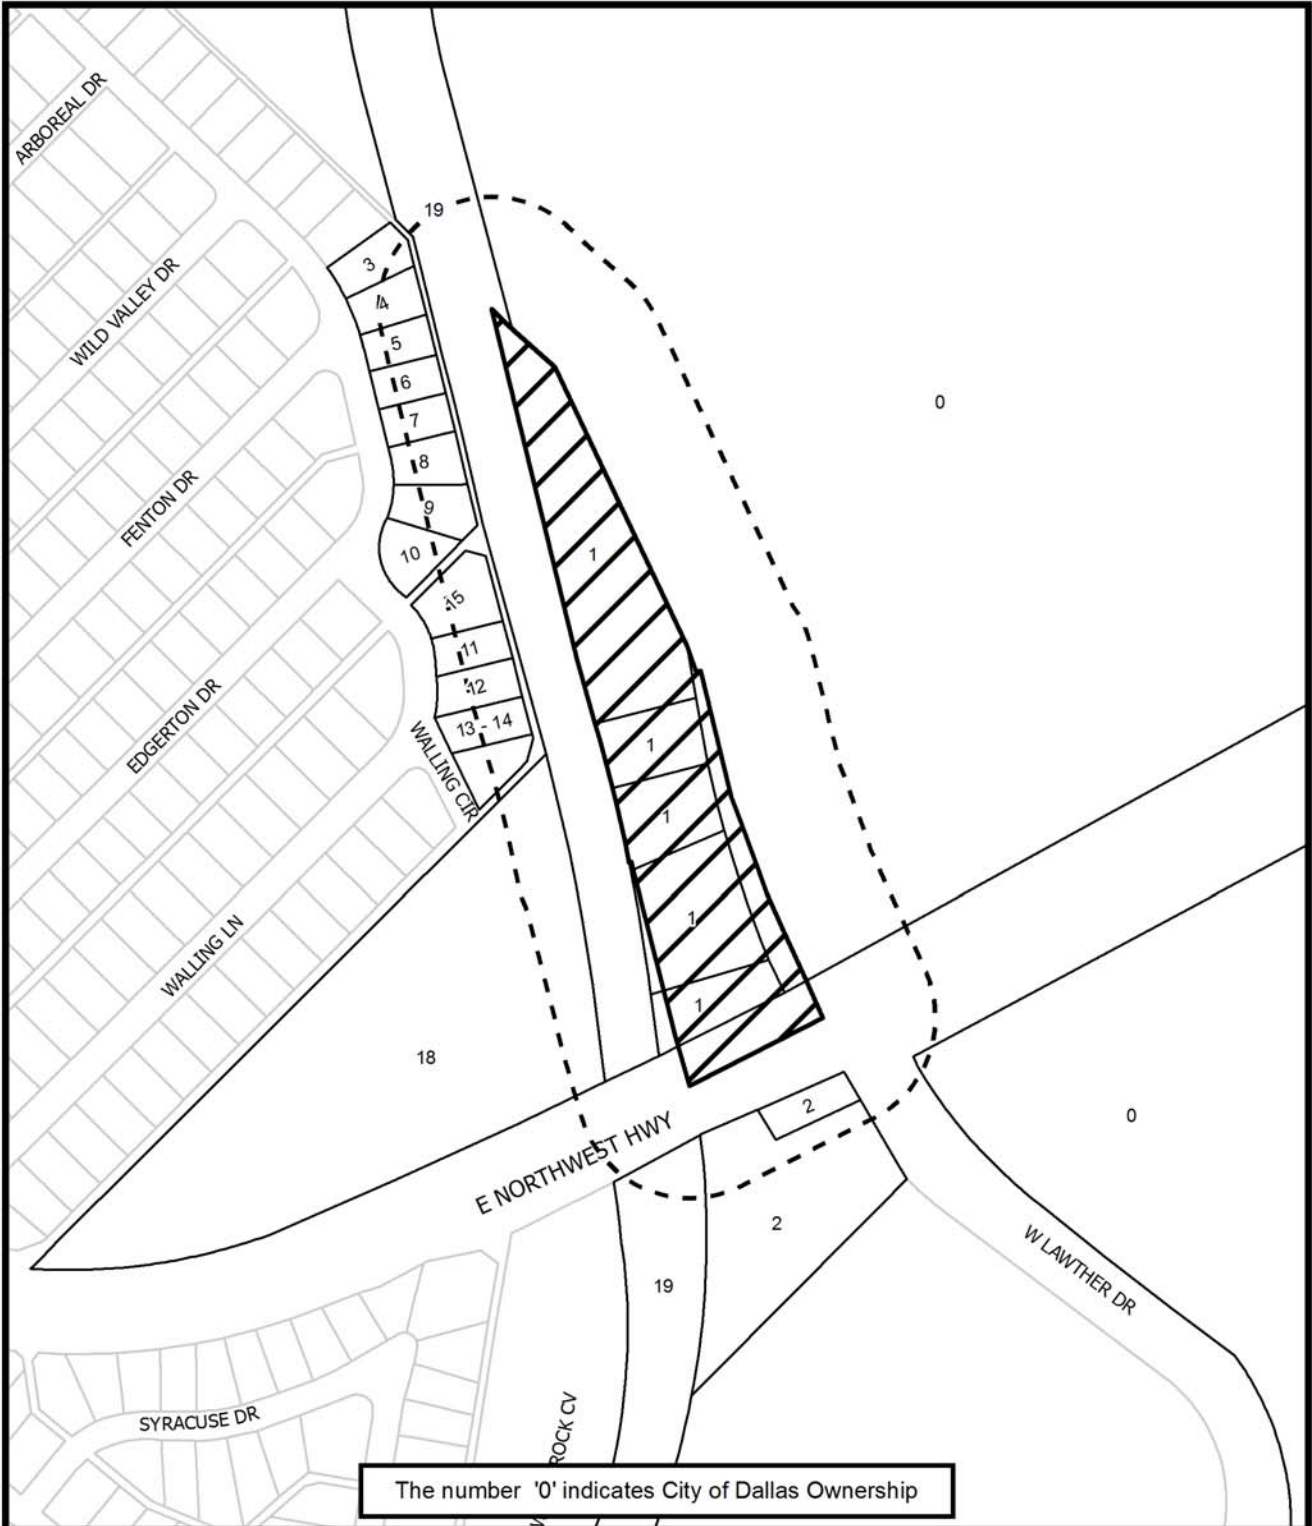 ARBOREAL DR
19
3
4
WILD VALLEY DR
5
6
0
7
8
FENTON DR
9
10
1
15
11
12
EDGERTON DR
13 - 14
WALLING CIR
1
1
1
WALLING LN
1
18
2
0
E NORTHWEST HWY
2
W LAWTHER DR
19
SYRACUSE DR
ROCK CV
The number '0' indicates City of Dallas Ownership